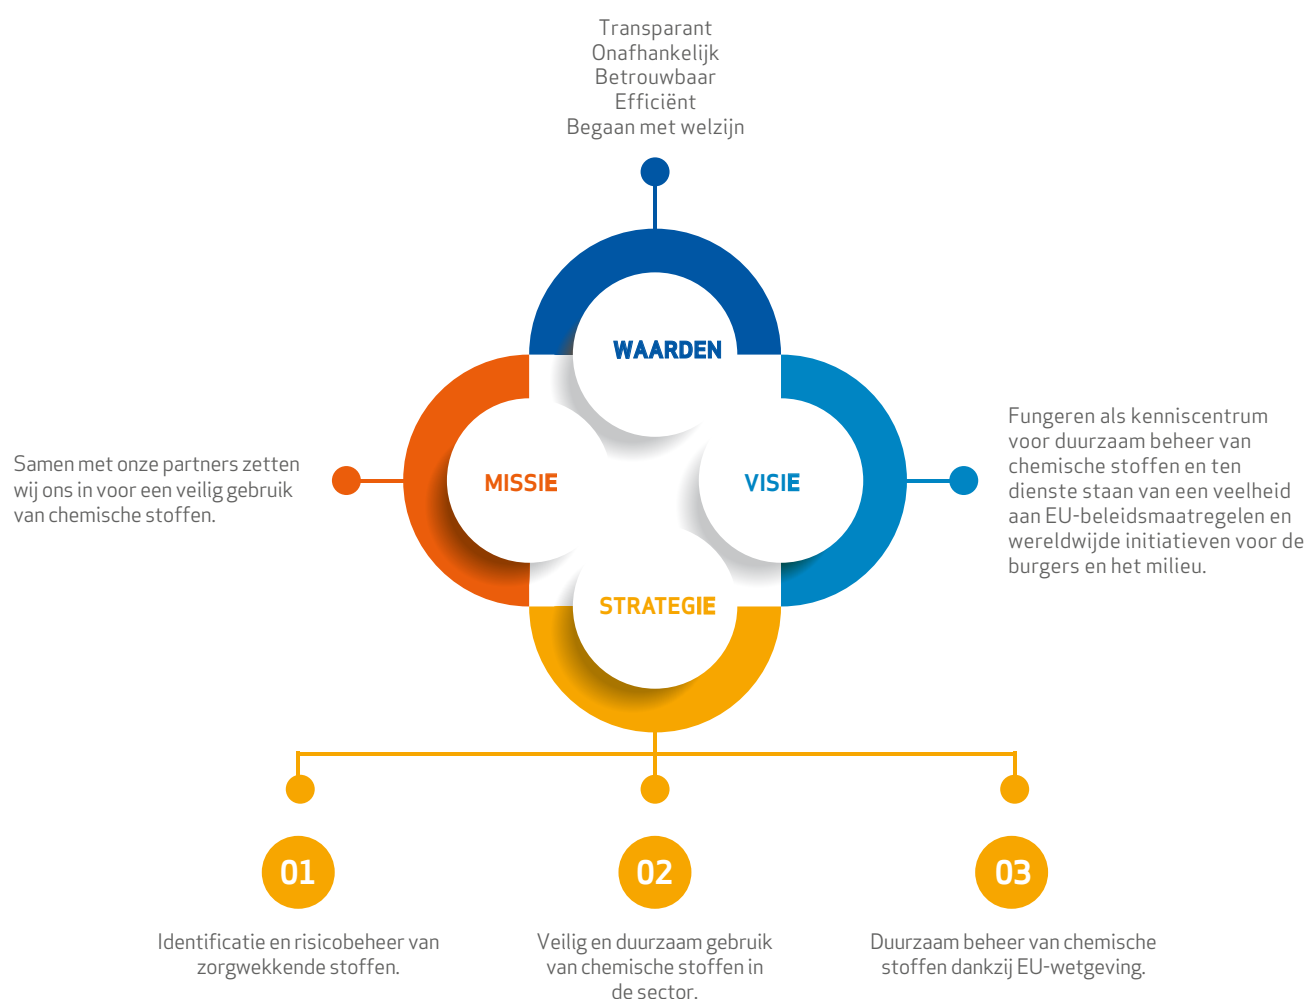 Transparant
Onafhankelijk
Betrouwbaar
Efficiënt
Begaan met welzijn
WAARDEN
Samen met onze partners zetten
wij ons in voor een veilig gebruik
van chemische stoffen.
MISSIE
VISIE
Fungeren als kenniscentrum
voor duurzaam beheer van
chemische stoffen en ten
dienste staan van een veelheid
aan EU-beleidsmaatregelen en
wereldwijde initiatieven voor de
burgers en het milieu.
STRATEGIE
01
Identificatie en risicobeheer van
zorgwekkende stoffen.
02
Veilig en duurzaam gebruik
van chemische stoffen in
de sector.
03
Duurzaam beheer van chemische
stoffen dankzij EU-wetgeving.